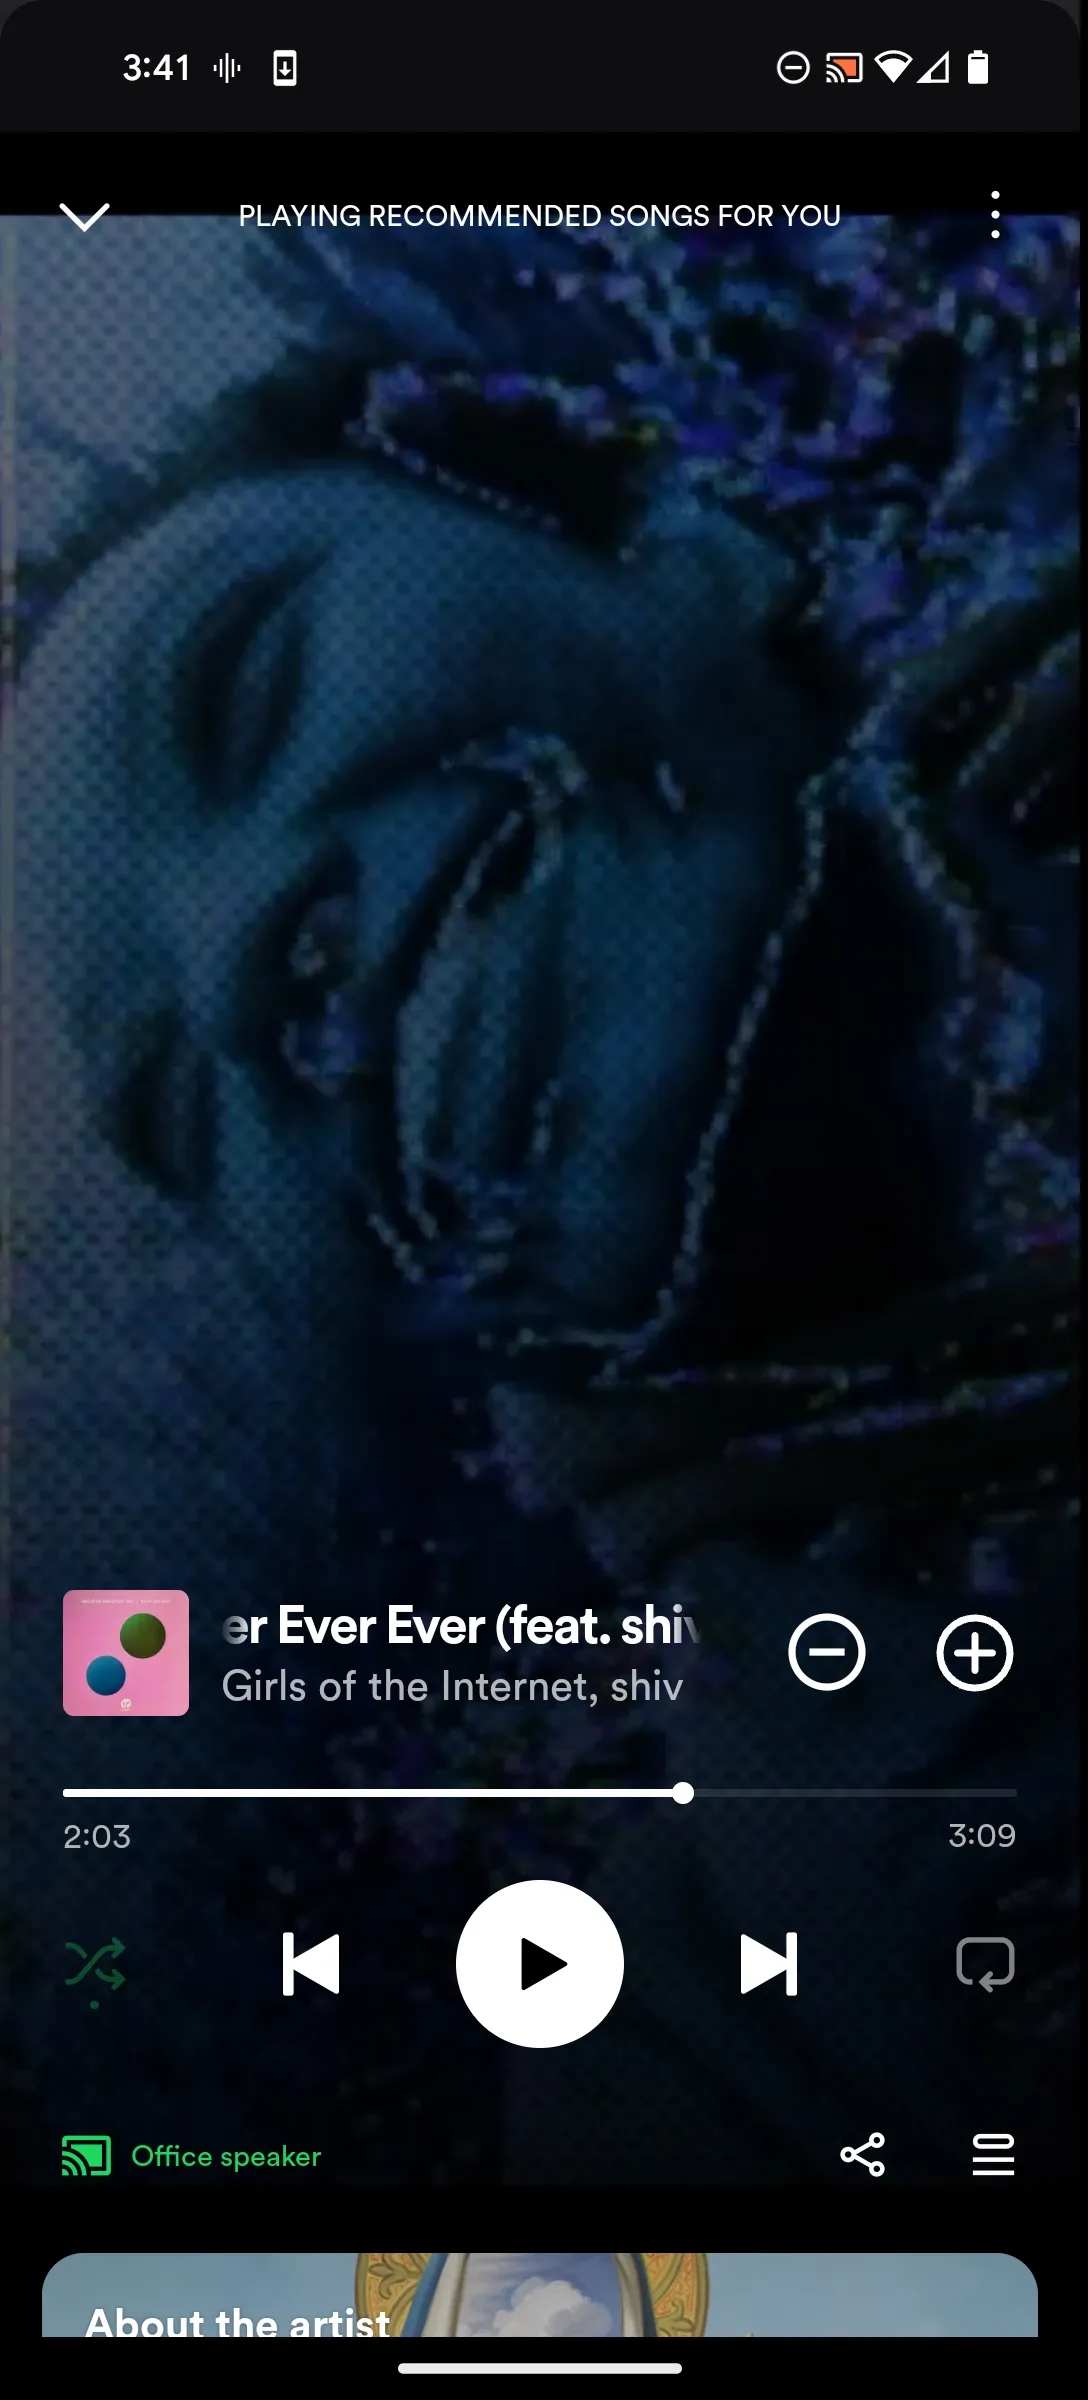 3:41
PLAYING RECOMMENDED SONGS FOR YOU
er Ever Ever (feat. shiv
Girls of the Internet, shiv
2:03
3:09
Office speaker
About the artist